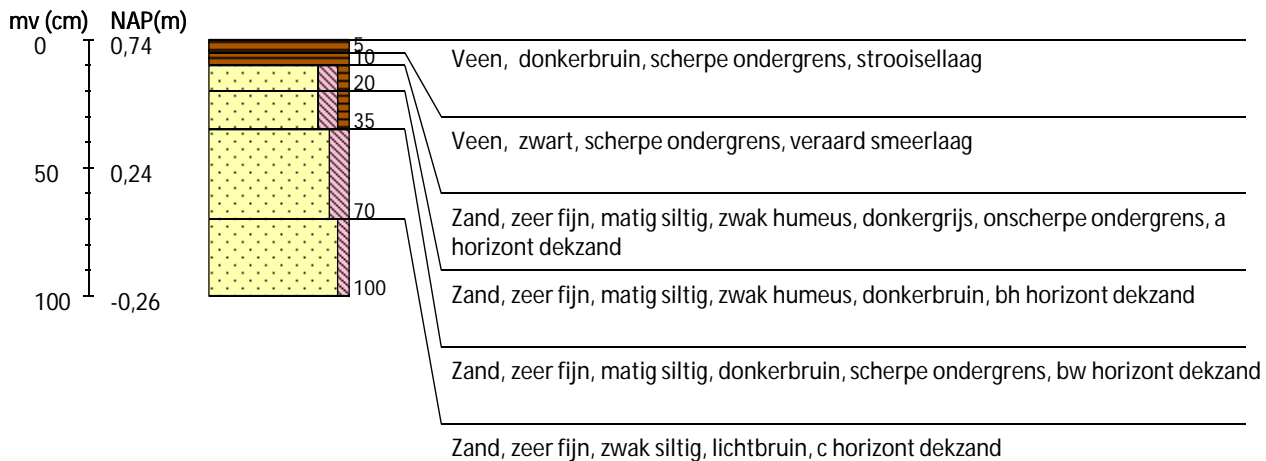 mv (cm) NAP(m)
0 0,74
50 0,24
100 -0,26
5
10
20
35
70
100
Veen, donkerbruin, scherpe ondergrens, strooisellaag
Veen, zwart, scherpe ondergrens, veraard smeerlaag
Zand, zeer fijn, matig siltig, zwak humeus, donkergrijs, onscherpe ondergrens, a
horizont dekzand
Zand, zeer fijn, matig siltig, zwak humeus, donkerbruin, bh horizont dekzand
Zand, zeer fijn, matig siltig, donkerbruin, scherpe ondergrens, bw horizont dekzand
Zand, zeer fijn, zwak siltig, lichtbruin, c horizont dekzand